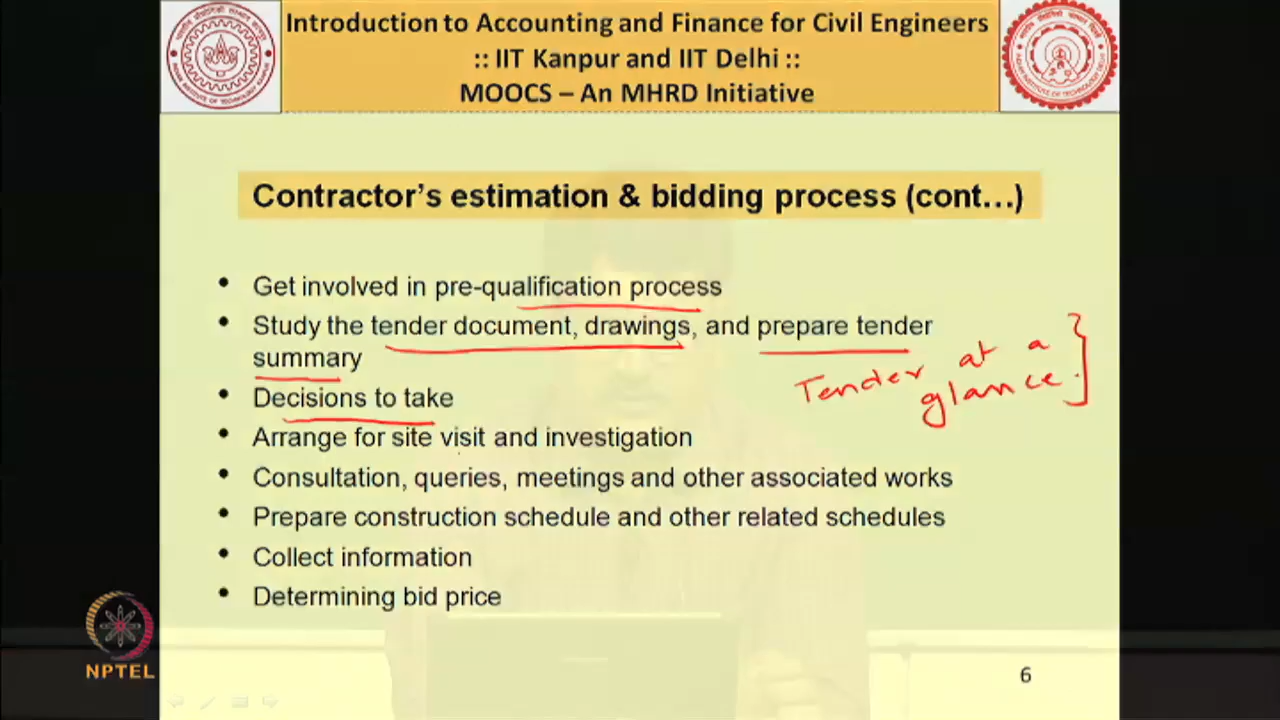 Introduction to Accounting and Finance for Civil Engineers
:: IIT Kanpur and IIT Delhi ::
MOOCS – An MHRD Initiative
Contractor's estimation & bidding process (cont…)
• Get involved in pre-qualification process
• Study the tender document, drawings, and prepare tender
summary
Tender at a
glance
• Decisions to take
• Arrange for site visit and investigation
• Consultation, queries, meetings and other associated works
• Prepare construction schedule and other related schedules
• Collect information
• Determining bid price
NPTEL
6